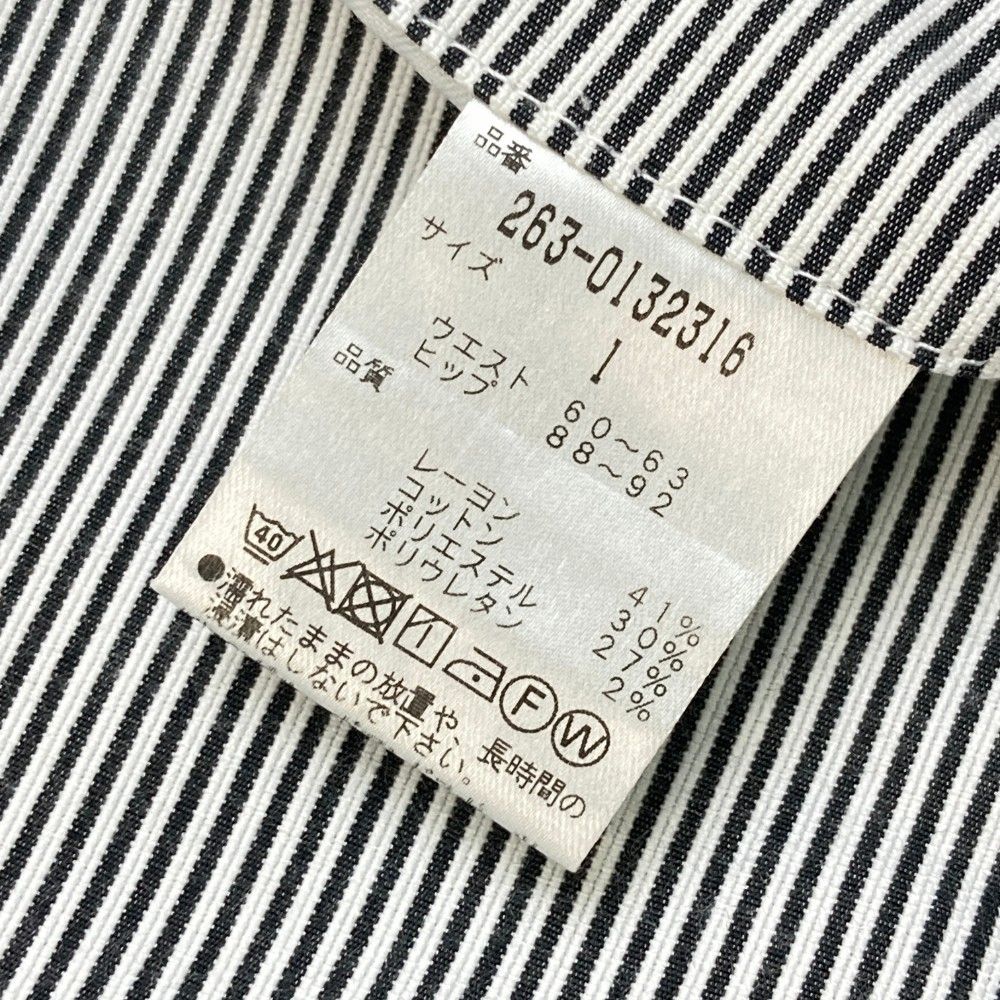 品番
263-0132316
サイズ 1
ウエスト 60～63
ヒップ 88～92
品質
レーヨン 41%
コットン 30%
ポリエステル 27%
ポリウレタン 2%
40 F W
●濡れたままの放置や、長時間の
浸漬はしないで下さい。